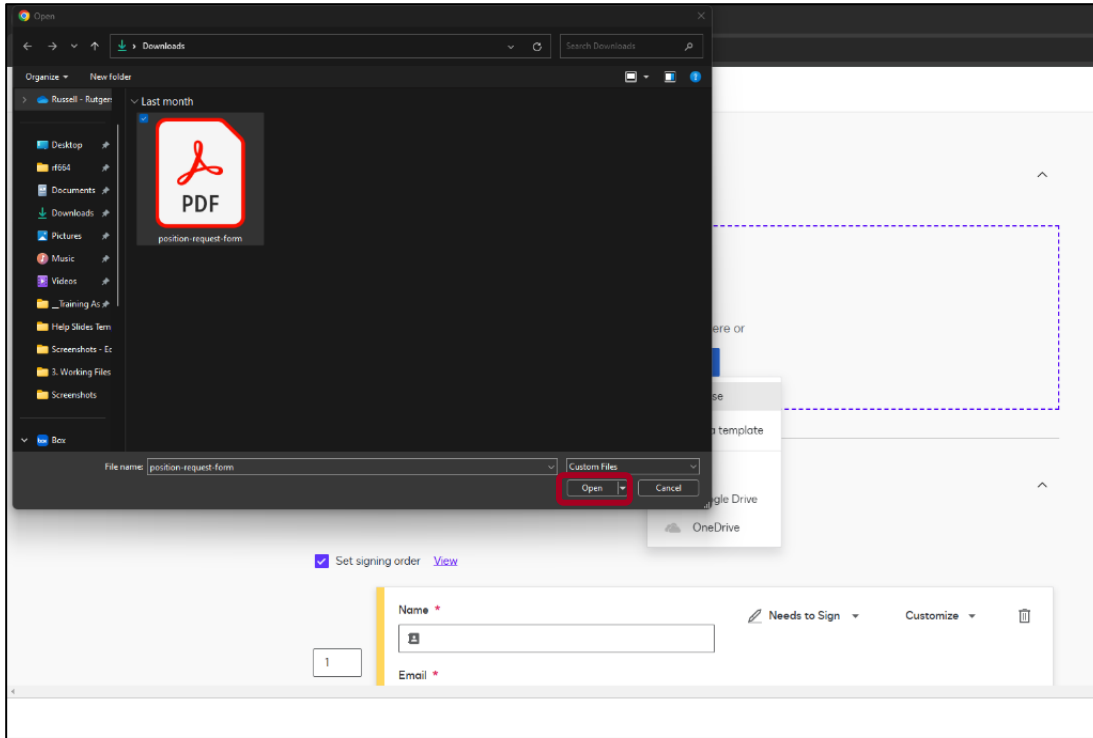 Open
Downloads
Search Downloads
Organize
New folder
Russell - Rutgers
Last month
Desktop
rf664
Documents
Downloads
Pictures
Music
Videos
__Training As
Help Slides Tem
Screenshots - Ec
3. Working Files
Screenshots
Box
PDF
position-request-form
File name: position-request-form
Custom Files
Open
Cancel
ere or
se
a template
gle Drive
OneDrive
Set signing order View
Name *
Needs to Sign
Customize
1
Email *